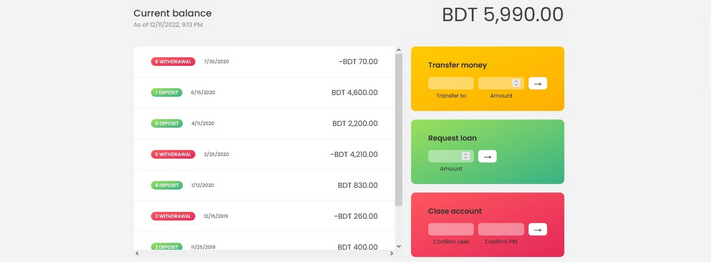 Current balance
As of 12/11/2022, 9:13 PM
BDT 5,990.00
8 WITHDRAWAL 7/30/2020 -BDT 70.00
7 DEPOSIT 5/15/2020 BDT 4,600.00
6 DEPOSIT 4/11/2020 BDT 2,200.00
5 WITHDRAWAL 2/25/2020 -BDT 4,210.00
4 DEPOSIT 1/12/2020 BDT 830.00
3 WITHDRAWAL 12/15/2019 -BDT 260.00
2 DEPOSIT 11/25/2019 BDT 400.00
Transfer money
→
Transfer to Amount
Request loan
→
Amount
Close account
→
Confirm user Confirm PIN